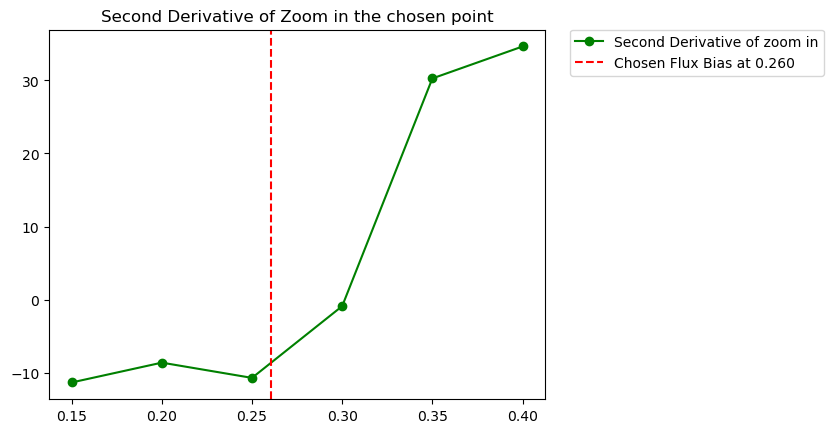 Second Derivative of Zoom in the chosen point
Second Derivative of zoom in
Chosen Flux Bias at 0.260
30
20
10
0
−10
0.15 0.20 0.25 0.30 0.35 0.40